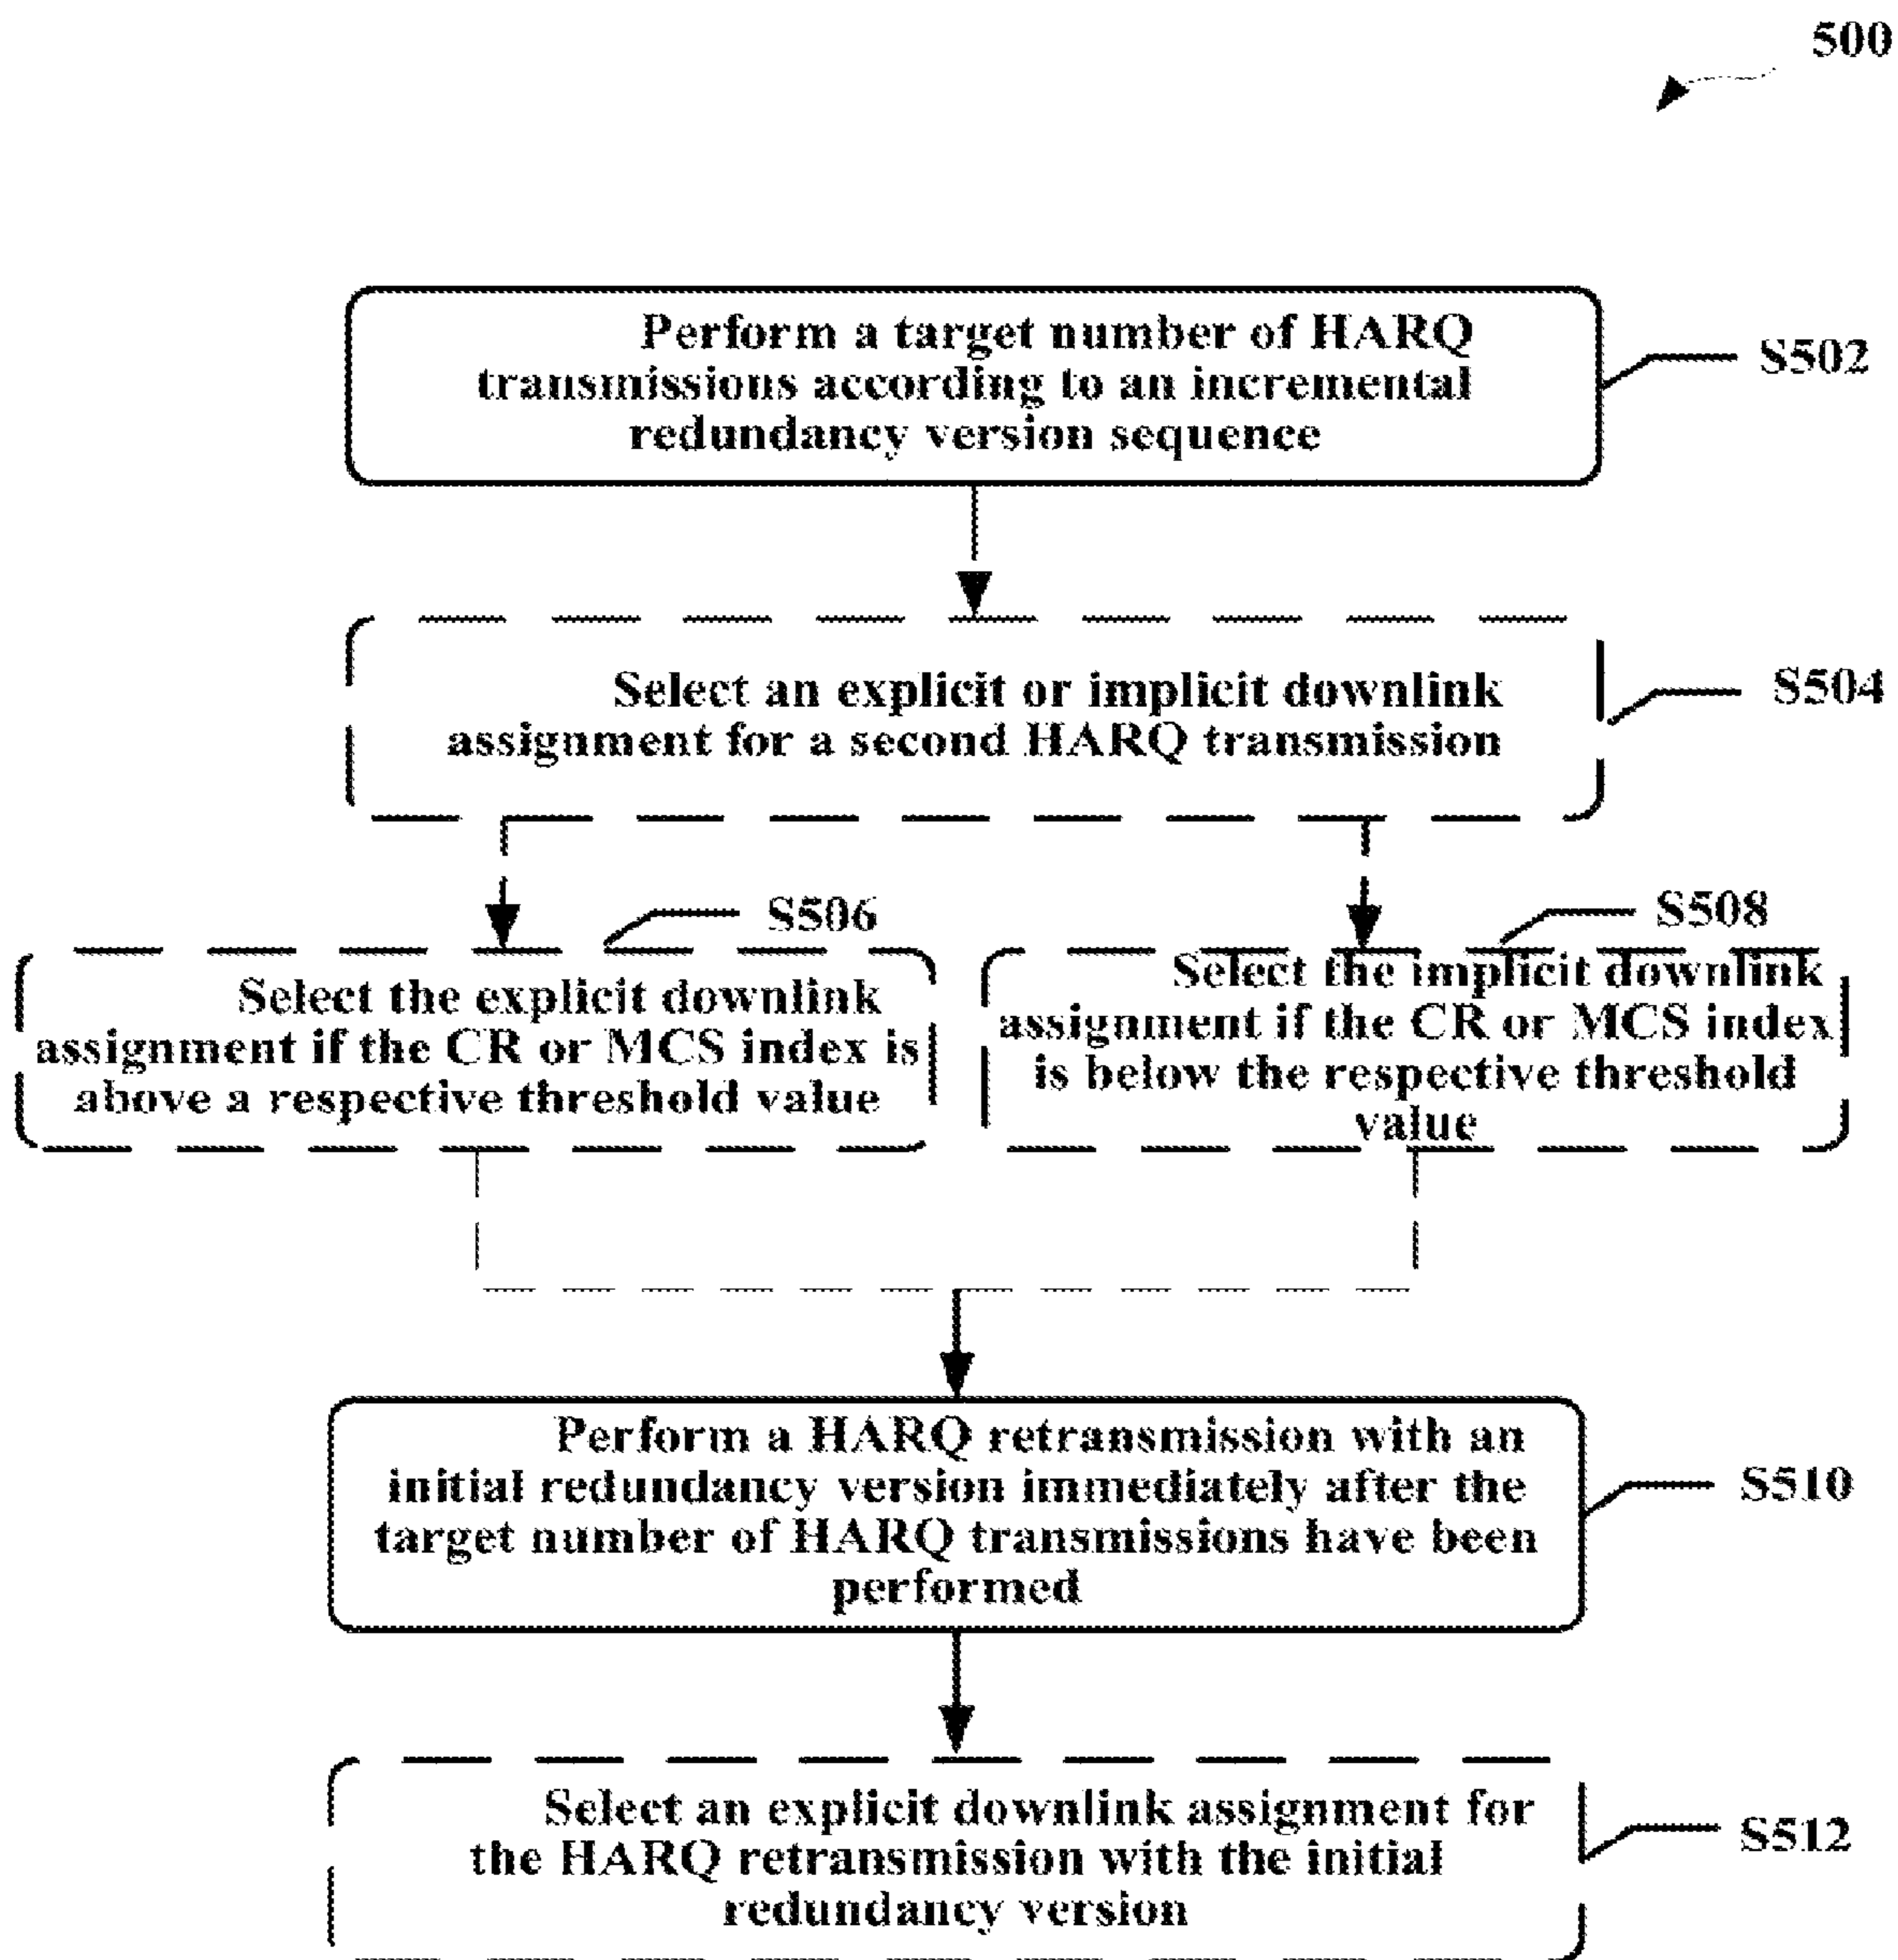 500
Perform a target number of HARQ
transmissions according to an incremental
redundancy version sequence
S502
Select an explicit or implicit downlink
assignment for a second HARQ transmission
S504
S506
Select the explicit downlink
assignment if the CR or MCS index is
above a respective threshold value
S508
Select the implicit downlink
assignment if the CR or MCS index
is below the respective threshold
value
Perform a HARQ retransmission with an
initial redundancy version immediately after the
target number of HARQ transmissions have been
performed
S510
Select an explicit downlink assignment for
the HARQ retransmission with the initial
redundancy version
S512